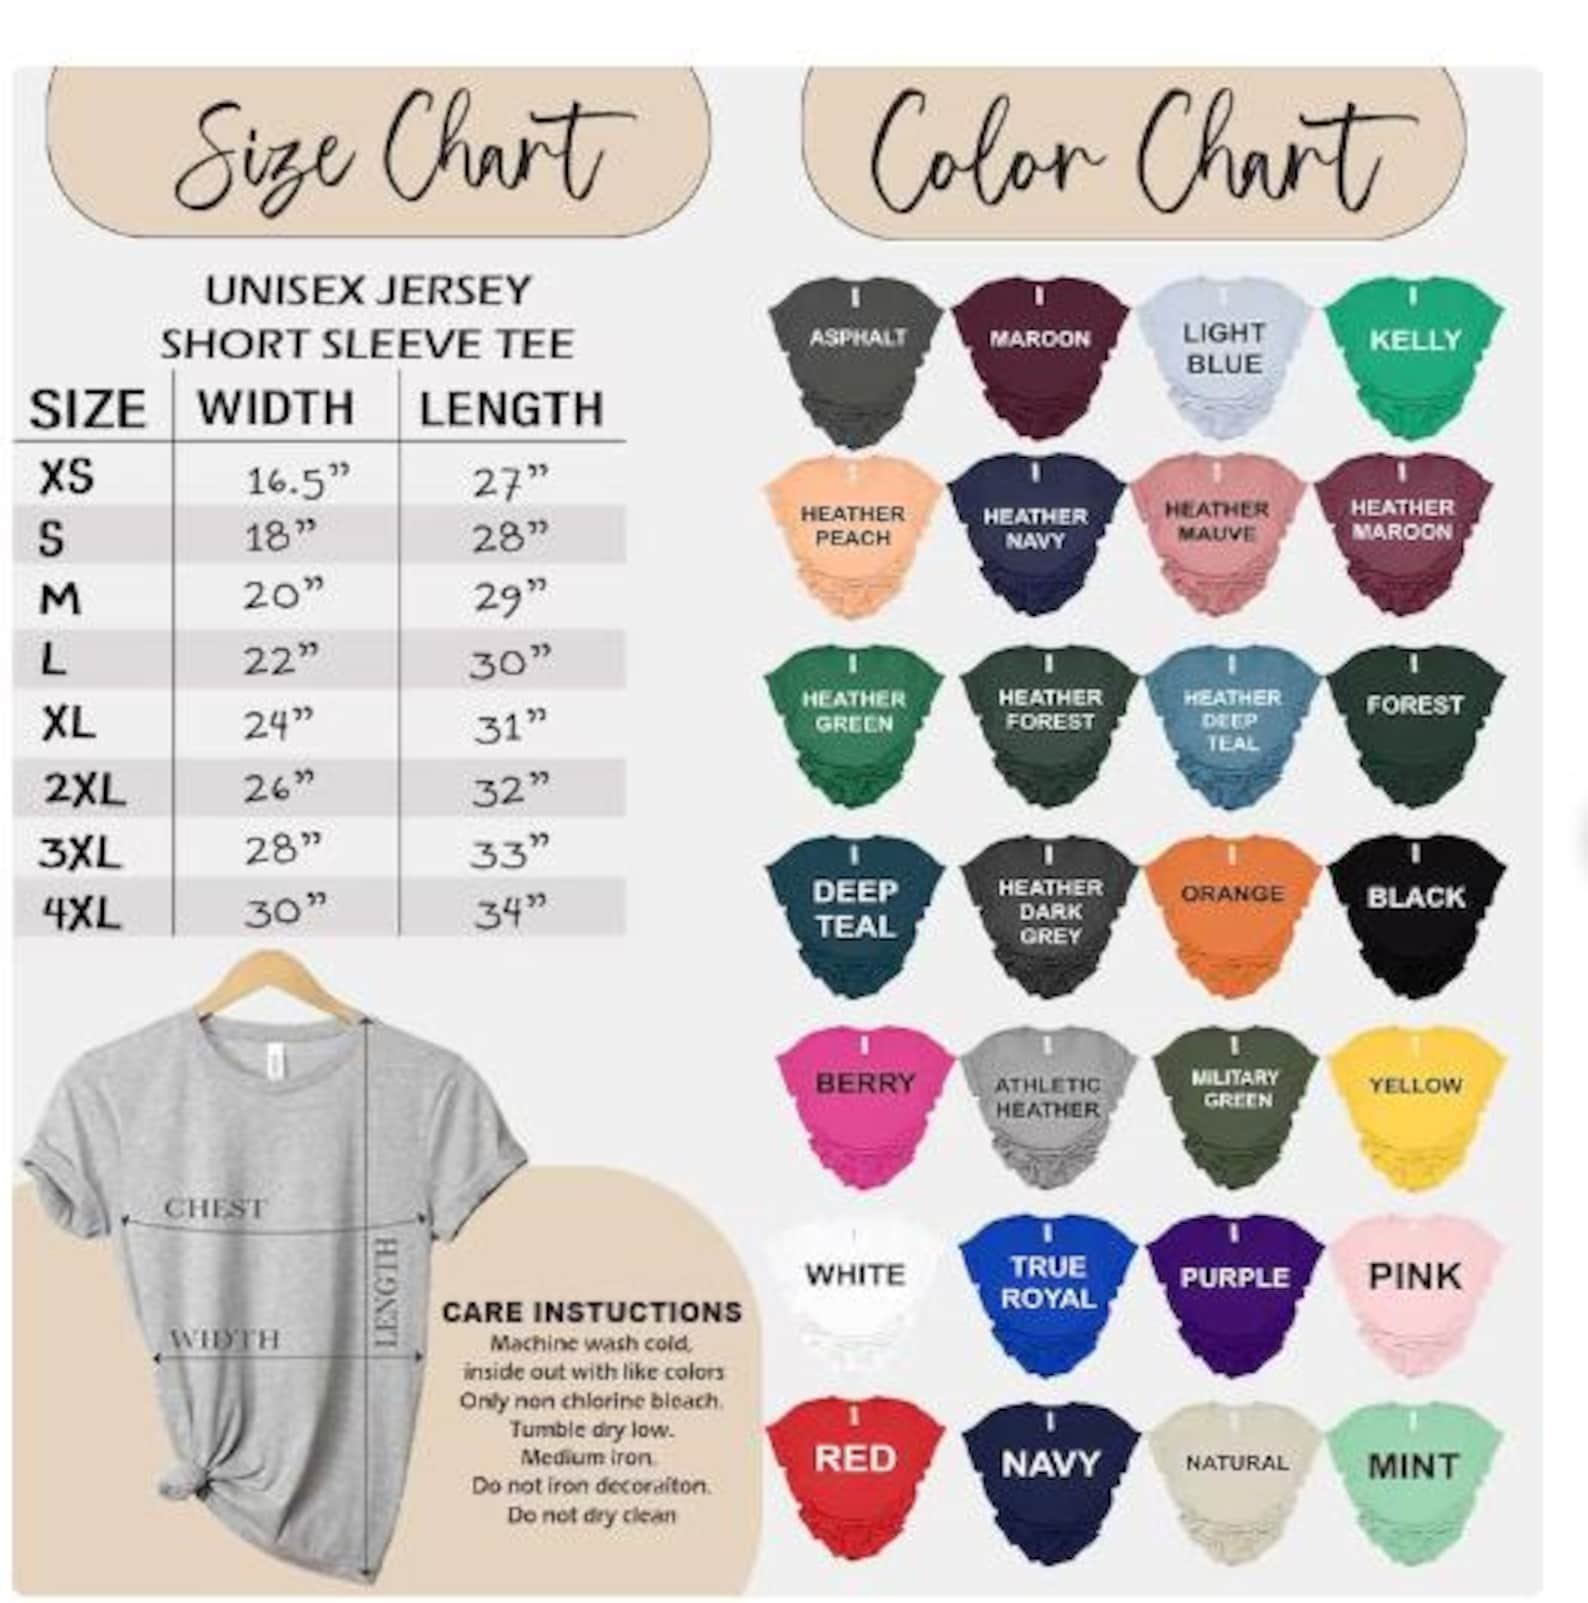 Size Chart
UNISEX JERSEY
SHORT SLEEVE TEE
SIZE WIDTH LENGTH
XS 16.5” 27”
S 18” 28”
M 20” 29”
L 22” 30”
XL 24” 31”
2XL 26” 32”
3XL 28” 33”
4XL 30” 34”
CHEST
WIDTH
LENGTH
CARE INSTUCTIONS
Machine wash cold,
inside out with like colors
Only non chlorine bleach.
Tumble dry low.
Medium iron.
Do not iron decoraiton.
Do not dry clean
Color Chart
ASPHALT
MAROON
LIGHT
BLUE
KELLY
HEATHER
PEACH
HEATHER
NAVY
HEATHER
MAUVE
HEATHER
MAROON
HEATHER
GREEN
HEATHER
FOREST
HEATHER
DEEP
TEAL
FOREST
DEEP
TEAL
HEATHER
DARK
GREY
ORANGE
BLACK
BERRY
ATHLETIC
HEATHER
MILITARY
GREEN
YELLOW
WHITE
TRUE
ROYAL
PURPLE
PINK
RED
NAVY
NATURAL
MINT